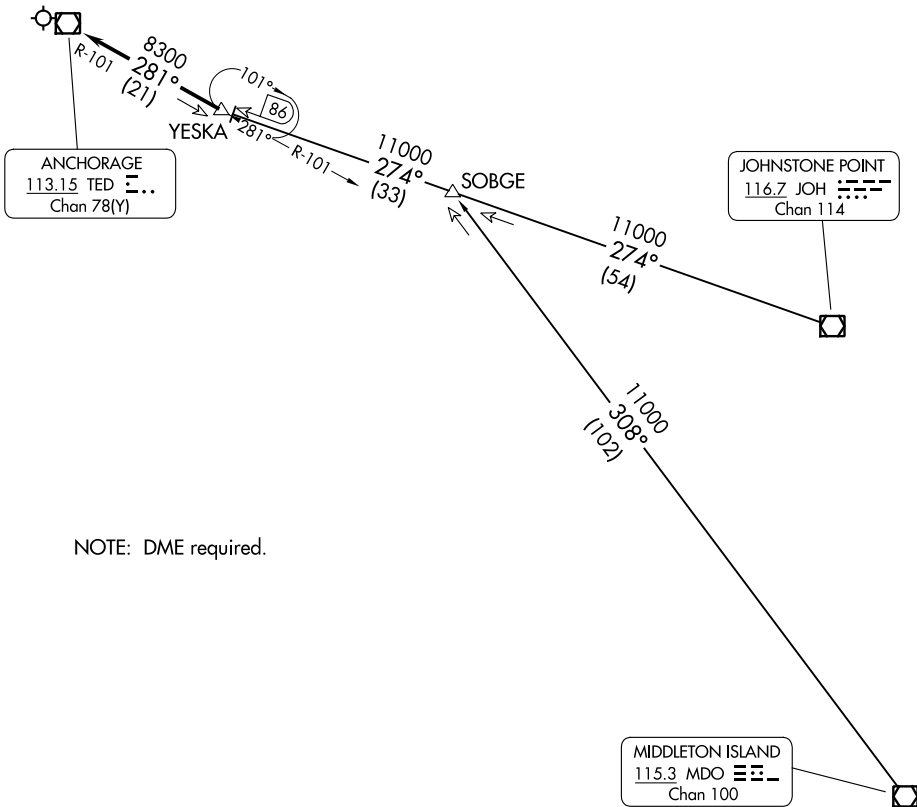 R-101
8300
281°
(21)
101°
86
YESKA
281°
R-101
ANCHORAGE
113.15 TED
Chan 78(Y)
11000
274°
(33)
SOBGE
JOHNSTONE POINT
116.7 JOH
Chan 114
11000
274°
(54)
11000
308°
(102)
NOTE: DME required.
MIDDLETON ISLAND
115.3 MDO
Chan 100